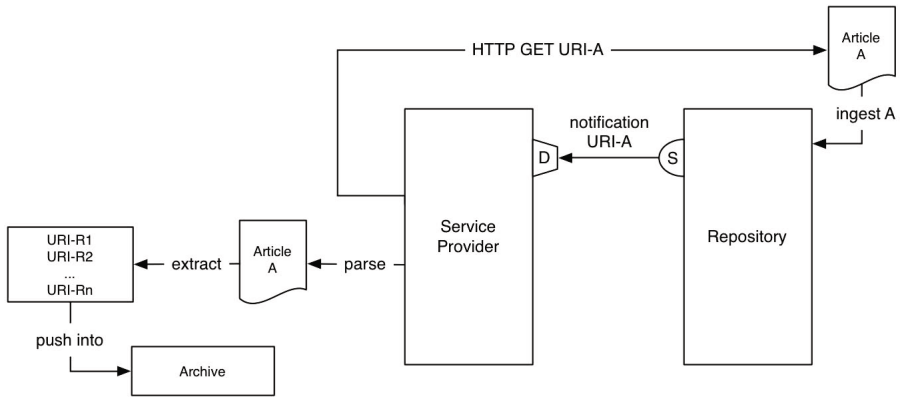 HTTP GET URI-A
Article
A
ingest A
notification
URI-A
D
S
Service
Provider
Repository
URI-R1
URI-R2
...
URI-Rn
extract
Article
A
parse
push into
Archive